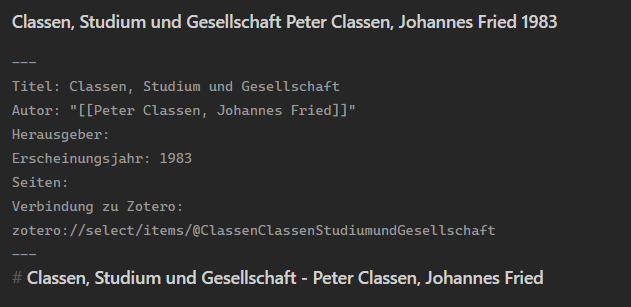 Classen, Studium und Gesellschaft Peter Classen, Johannes Fried 1983
---
Titel: Classen, Studium und Gesellschaft
Autor: "[[Peter Classen, Johannes Fried]]"
Herausgeber:
Erscheinungsjahr: 1983
Seiten:
Verbindung zu Zotero:
zotero://select/items/@ClassenClassenStudiumundGesellschaft
---
# Classen, Studium und Gesellschaft - Peter Classen, Johannes Fried